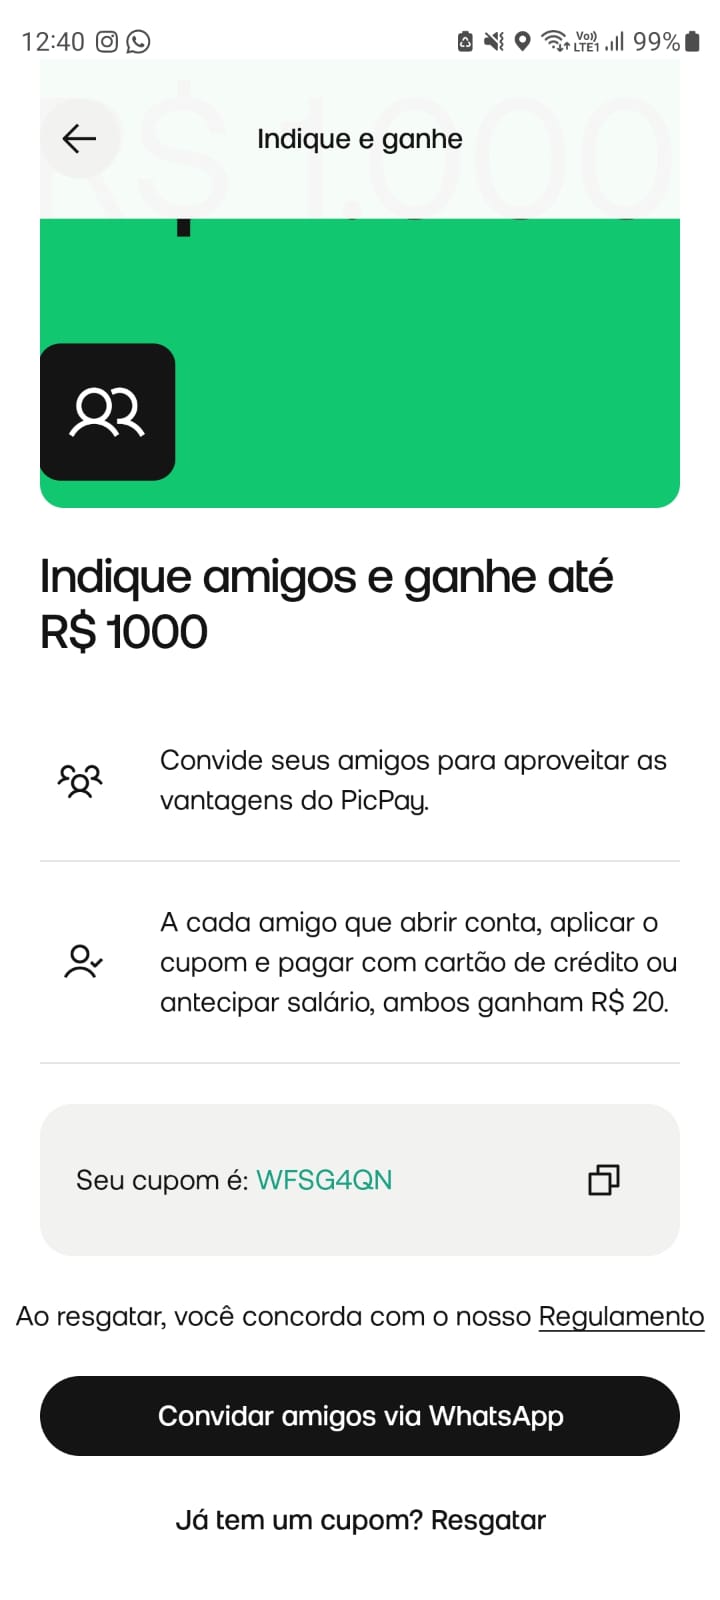 12:40
Vo))
LTE1
99%
R$ 1.000
Indique e ganhe
Indique amigos e ganhe até
R$ 1000
Convide seus amigos para aproveitar as
vantagens do PicPay.
A cada amigo que abrir conta, aplicar o
cupom e pagar com cartão de crédito ou
antecipar salário, ambos ganham R$ 20.
Seu cupom é: WFSG4QN
Ao resgatar, você concorda com o nosso Regulamento
Convidar amigos via WhatsApp
Já tem um cupom? Resgatar